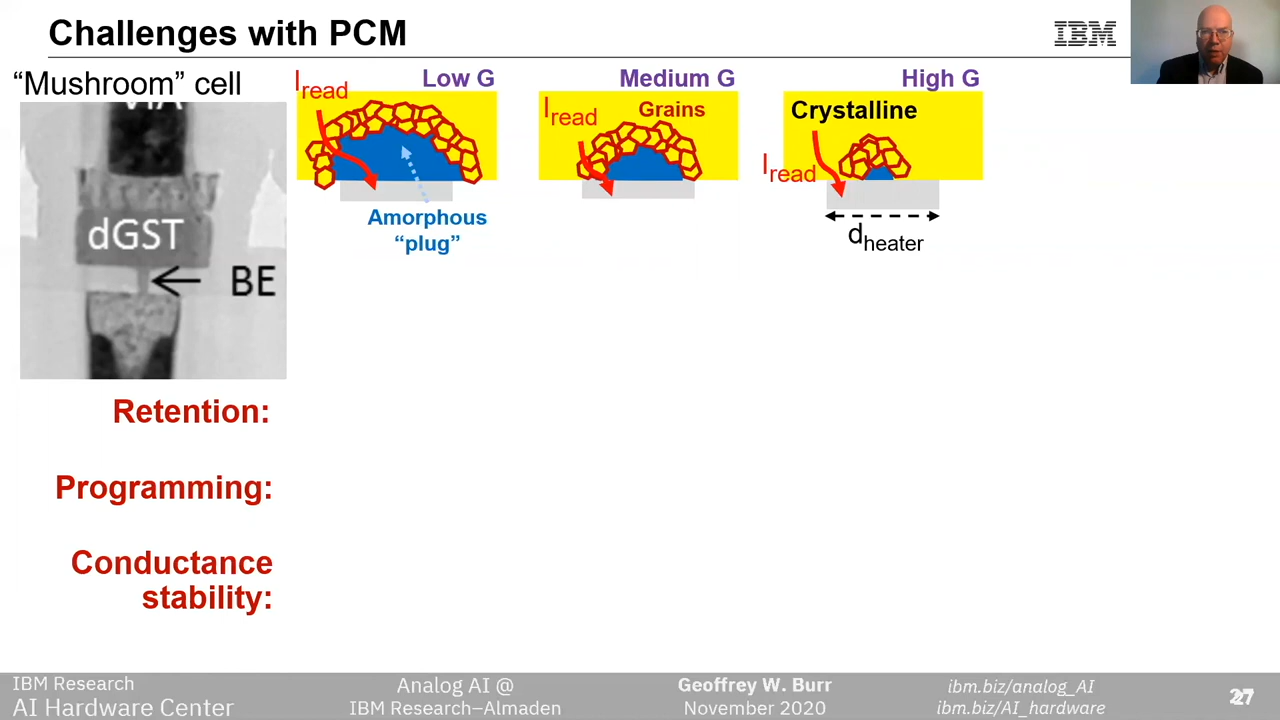 Challenges with PCM
IBM
“Mushroom” cell
VIA
dGST
BE
Low G
Iread
Amorphous
“plug”
Medium G
Iread
Grains
High G
Crystalline
Iread
dheater
Retention:
Programming:
Conductance
stability:
IBM Research
AI Hardware Center
Analog AI @
IBM Research–Almaden
Geoffrey W. Burr
November 2020
ibm.biz/analog_AI
ibm.biz/AI_hardware